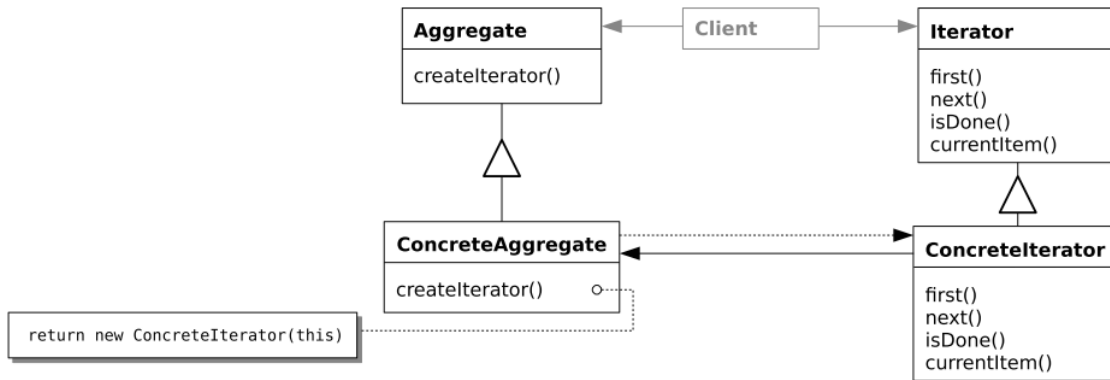 Aggregate
createIterator()
Client
Iterator
first()
next()
isDone()
currentItem()
ConcreteAggregate
createIterator()
return new ConcreteIterator(this)
ConcreteIterator
first()
next()
isDone()
currentItem()